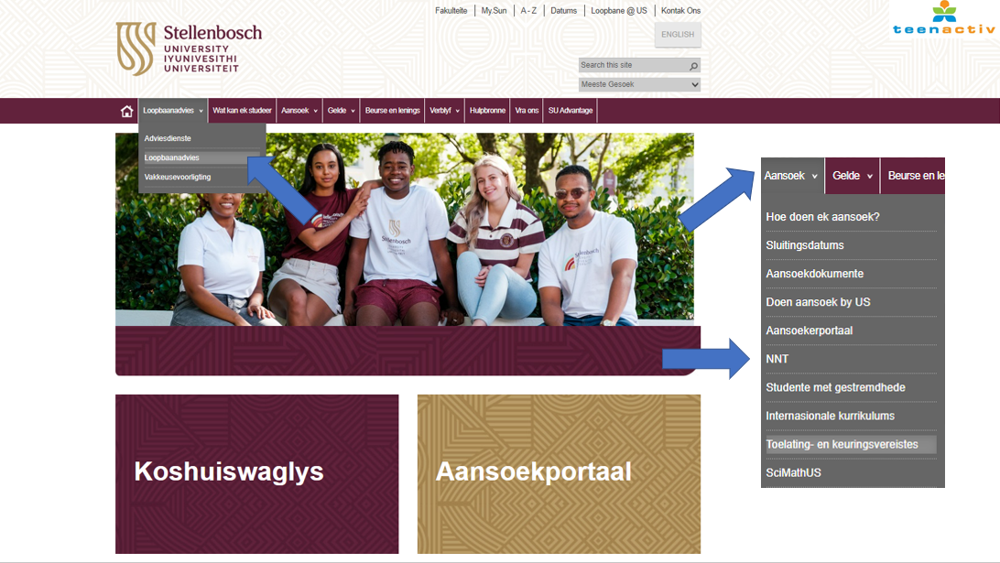 Fakulteite
My.Sun
A - Z
Datums
Loopbane @ US
Kontak Ons
teenactiv
ENGLISH
Stellenbosch
UNIVERSITY
IYUNIVESITHI
UNIVERSITEIT
Search this site
Meeste Gesoek
Loopbaanadvies
Wat kan ek studeer
Aansoek
Gelde
Beurse en lenings
Verblyf
Hulpbronne
Vra ons
SU Advantage
Adviesdienste
Loopbaanadvies
Vakkeusevoorligting
Stellenbosch
Aansoek
Gelde
Beurse en le
Hoe doen ek aansoek?
Sluitingsdatums
Aansoekdokumente
Doen aansoek by US
Aansoekerportaal
NNT
Studente met gestremdhede
Internasionale kurrikulums
Toelating- en keuringsvereistes
SciMathUS
Koshuiswaglys
Aansoekportaal